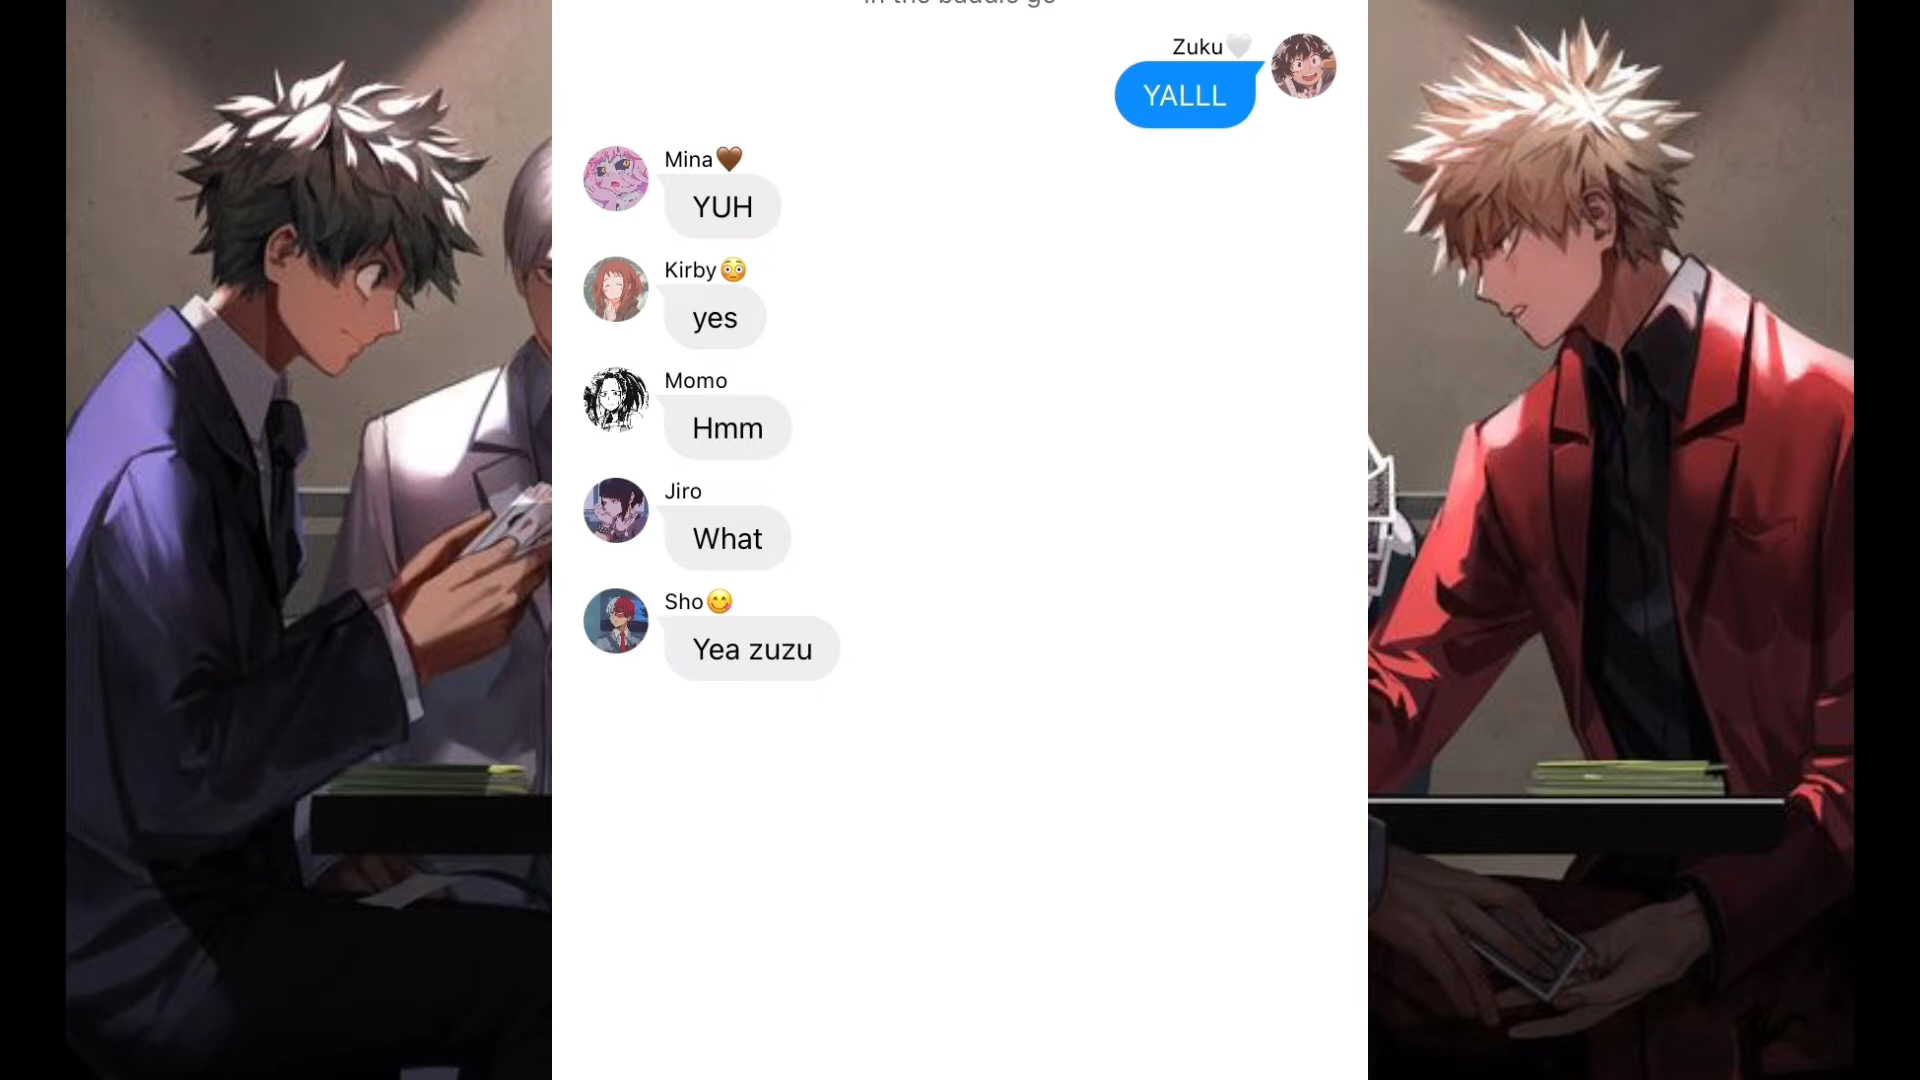 Zuku🤍
YALLL
Mina🤎
YUH
Kirby😳
yes
Momo
Hmm
Jiro
What
Sho😋
Yea zuzu